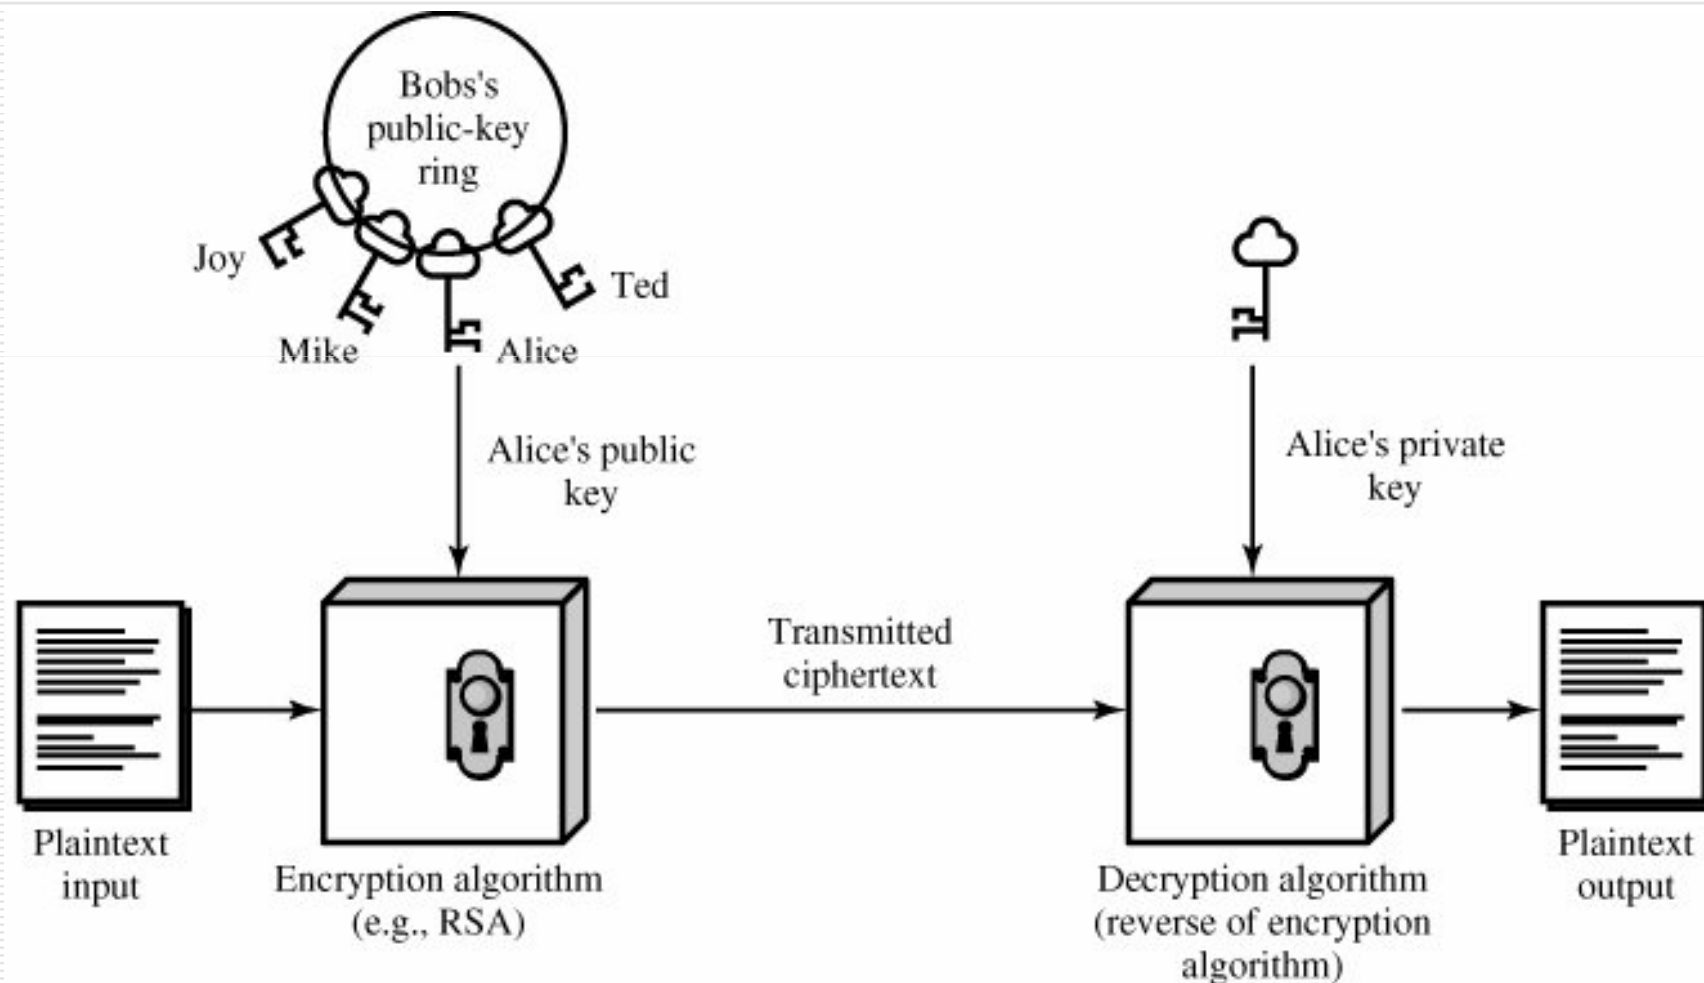 Bobs's
public-key
ring
Joy
Mike
Alice
Ted
Alice's public
key
Alice's private
key
Transmitted
ciphertext
Plaintext
input
Encryption algorithm
(e.g., RSA)
Decryption algorithm
(reverse of encryption
algorithm)
Plaintext
output